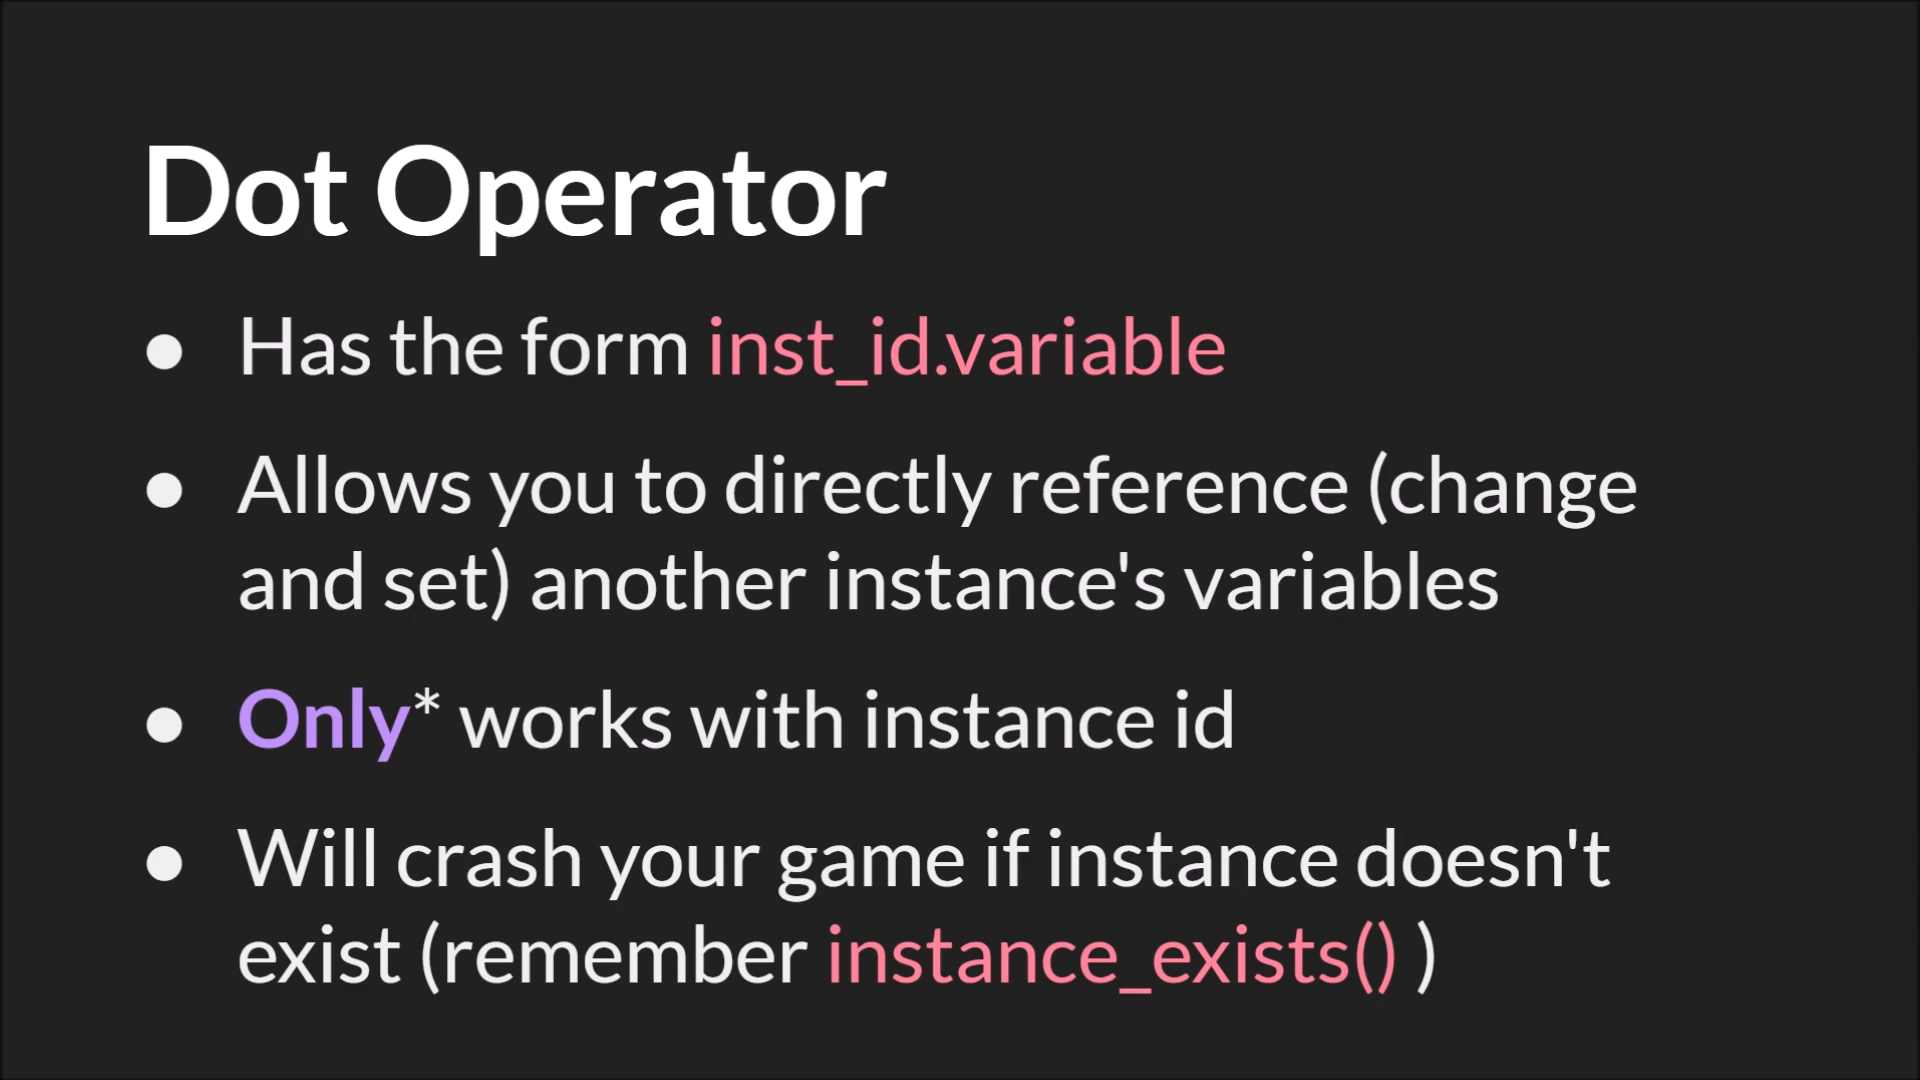 Dot Operator
● Has the form inst_id.variable
● Allows you to directly reference (change
and set) another instance's variables
● Only* works with instance id
● Will crash your game if instance doesn't
exist (remember instance_exists() )